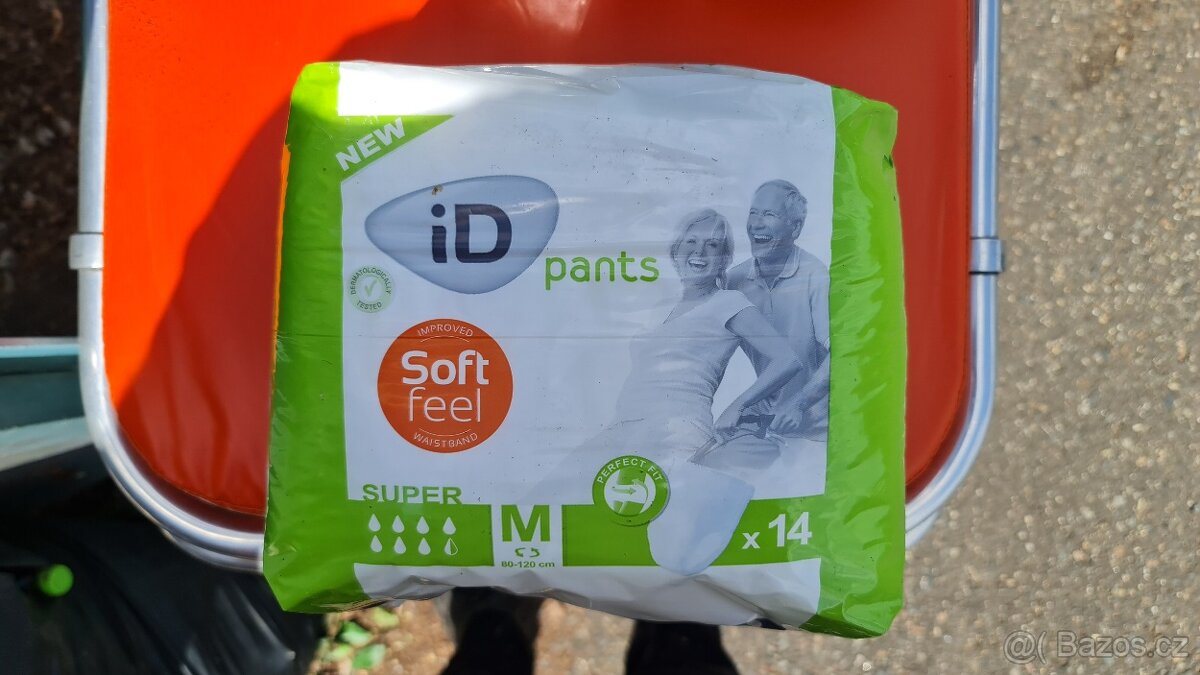 NEW
iD
pants
DERMATOLOGICALLY
TESTED
IMPROVED
Soft
feel
WAISTBAND
PERFECT FIT
SUPER
M
80-120 cm
x 14
@( Bazos.cz